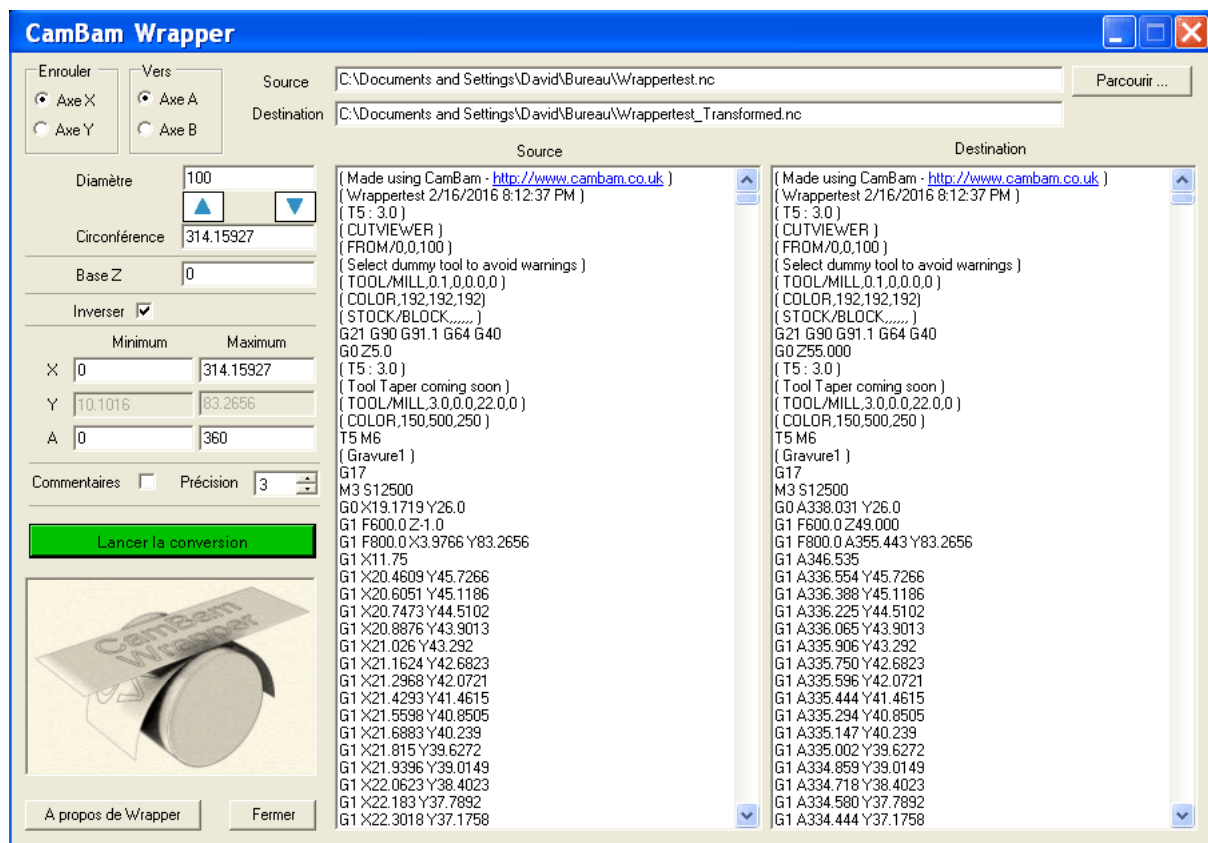 CamBam Wrapper
Enrouler
Axe X
Axe Y
Vers
Axe A
Axe B
Source C:\Documents and Settings\David\Bureau\Wrappertest.nc Parcourir ...
Destination C:\Documents and Settings\David\Bureau\Wrappertest_Transformed.nc
Diamètre 100
Circonférence 314.15927
Base Z 0
Inverser
Minimum Maximum
X 0 314.15927
Y 10.1016 83.2656
A 0 360
Commentaires Précision 3
Lancer la conversion
CamBam
Wrapper
A propos de Wrapper Fermer
Source
( Made using CamBam - http://www.cambam.co.uk )
( Wrappertest 2/16/2016 8:12:37 PM )
( T5 : 3.0 )
( CUTVIEWER )
( FROM/0,0,100 )
( Select dummy tool to avoid warnings )
( TOOL/MILL,0.1,0,0.0,0 )
( COLOR,192,192,192)
( STOCK/BLOCK,,,,,, )
G21 G90 G91.1 G64 G40
G0 Z5.0
( T5 : 3.0 )
( Tool Taper coming soon )
( TOOL/MILL,3.0,0.0,22.0,0 )
( COLOR,150,500,250 )
T5 M6
( Gravure1 )
G17
M3 S12500
G0 X19.1719 Y26.0
G1 F600.0 Z-1.0
G1 F800.0 X3.9766 Y83.2656
G1 X11.75
G1 X20.4609 Y45.7266
G1 X20.6051 Y45.1186
G1 X20.7473 Y44.5102
G1 X20.8876 Y43.9013
G1 X21.026 Y43.292
G1 X21.1624 Y42.6823
G1 X21.2968 Y42.0721
G1 X21.4293 Y41.4615
G1 X21.5598 Y40.8505
G1 X21.6883 Y40.239
G1 X21.815 Y39.6272
G1 X21.9396 Y39.0149
G1 X22.0623 Y38.4023
G1 X22.183 Y37.7892
G1 X22.3018 Y37.1758
Destination
( Made using CamBam - http://www.cambam.co.uk )
( Wrappertest 2/16/2016 8:12:37 PM )
( T5 : 3.0 )
( CUTVIEWER )
( FROM/0,0,100 )
( Select dummy tool to avoid warnings )
( TOOL/MILL,0.1,0,0.0,0 )
( COLOR,192,192,192)
( STOCK/BLOCK,,,,,, )
G21 G90 G91.1 G64 G40
G0 Z55.000
( T5 : 3.0 )
( Tool Taper coming soon )
( TOOL/MILL,3.0,0.0,22.0,0 )
( COLOR,150,500,250 )
T5 M6
( Gravure1 )
G17
M3 S12500
G0 A338.031 Y26.0
G1 F600.0 Z49.000
G1 F800.0 A355.443 Y83.2656
G1 A346.535
G1 A336.554 Y45.7266
G1 A336.388 Y45.1186
G1 A336.225 Y44.5102
G1 A336.065 Y43.9013
G1 A335.906 Y43.292
G1 A335.750 Y42.6823
G1 A335.596 Y42.0721
G1 A335.444 Y41.4615
G1 A335.294 Y40.8505
G1 A335.147 Y40.239
G1 A335.002 Y39.6272
G1 A334.859 Y39.0149
G1 A334.718 Y38.4023
G1 A334.580 Y37.7892
G1 A334.444 Y37.1758